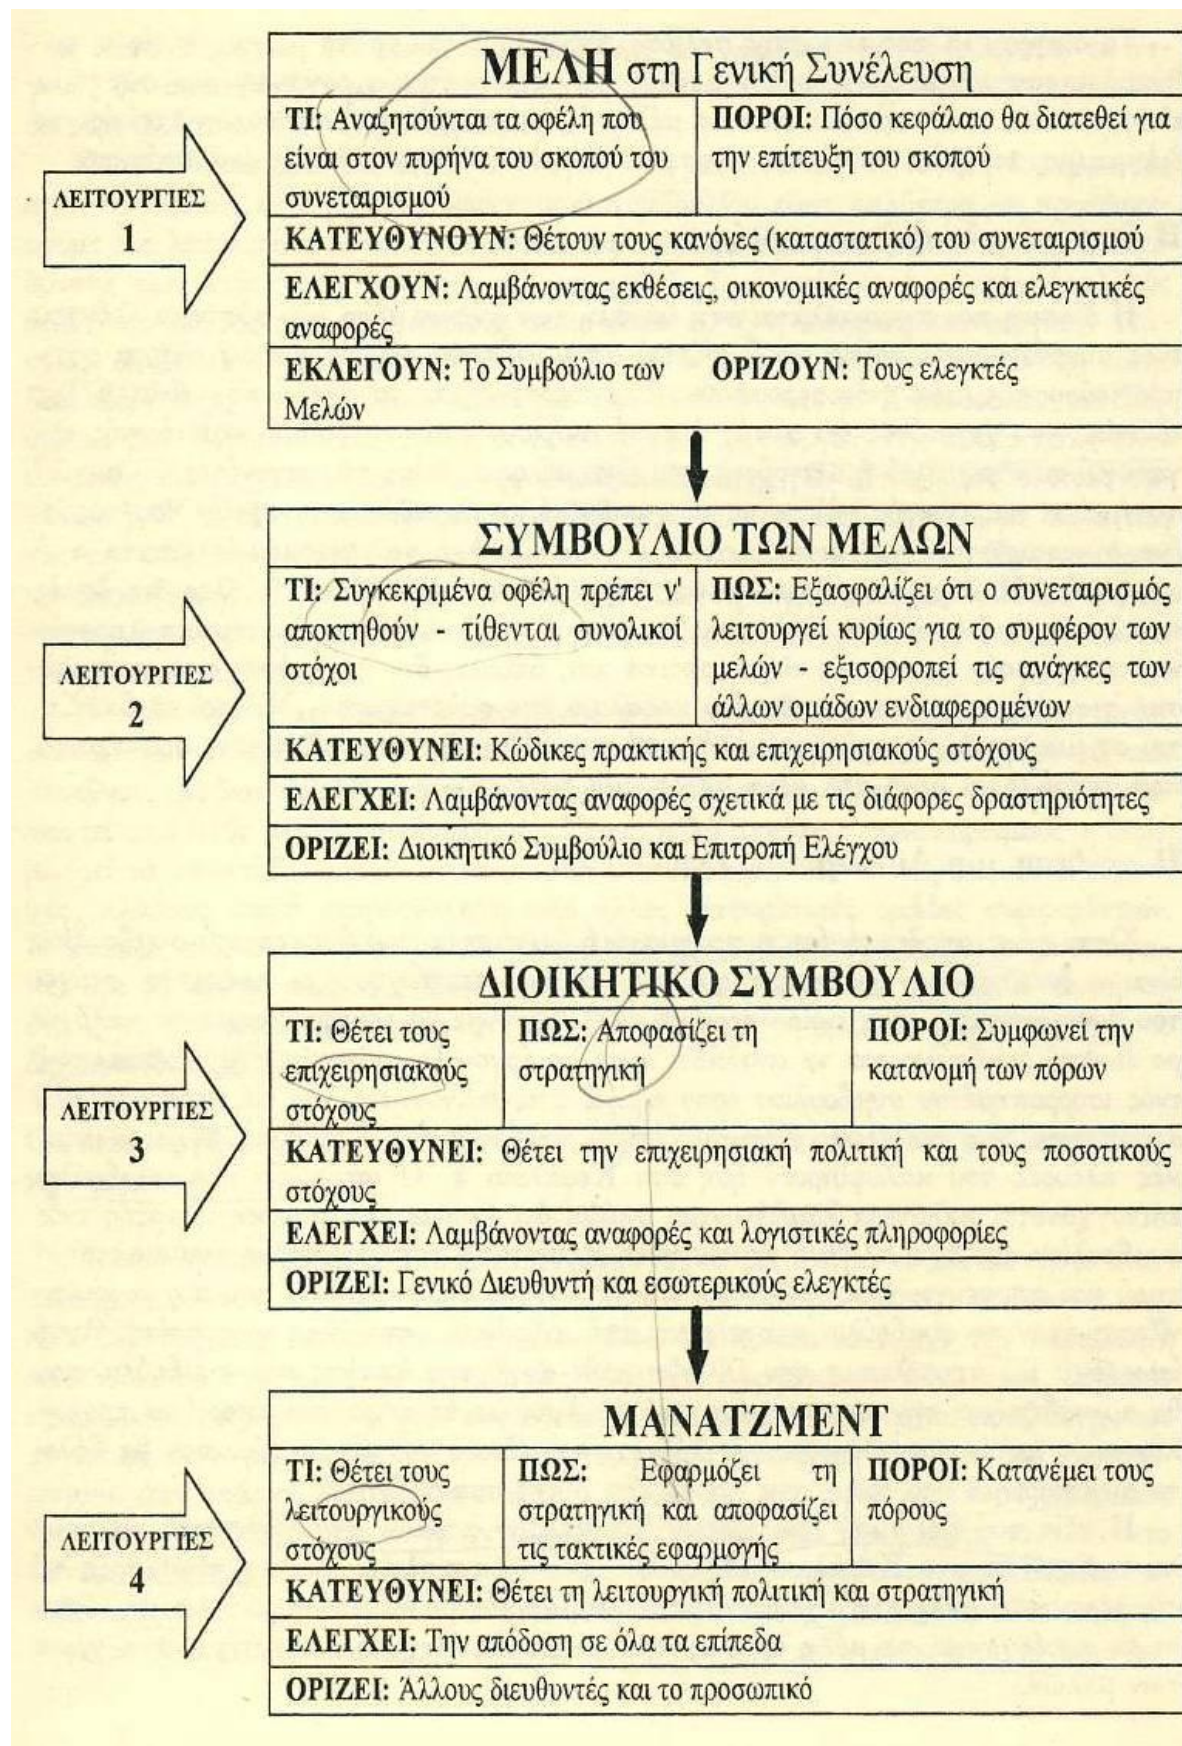 ΜΕΛΗ στη Γενική Συνέλευση
ΛΕΙΤΟΥΡΓΙΕΣ
1
ΤΙ: Αναζητούνται τα οφέλη που
είναι στον πυρήνα του σκοπού του
συνεταιρισμού
ΠΟΡΟΙ: Πόσο κεφάλαιο θα διατεθεί για
την επίτευξη του σκοπού
ΚΑΤΕΥΘΥΝΟΥΝ: Θέτουν τους κανόνες (καταστατικό) του συνεταιρισμού
ΕΛΕΓΧΟΥΝ: Λαμβάνοντας εκθέσεις, οικονομικές αναφορές και ελεγκτικές
αναφορές
ΕΚΛΕΓΟΥΝ: Το Συμβούλιο των
Μελών
ΟΡΙΖΟΥΝ: Τους ελεγκτές
ΣΥΜΒΟΥΛΙΟ ΤΩΝ ΜΕΛΩΝ
ΛΕΙΤΟΥΡΓΙΕΣ
2
ΤΙ: Συγκεκριμένα οφέλη πρέπει ν'
αποκτηθούν - τίθενται συνολικοί
στόχοι
ΠΩΣ: Εξασφαλίζει ότι ο συνεταιρισμός
λειτουργεί κυρίως για το συμφέρον των
μελών - εξισορροπεί τις ανάγκες των
άλλων ομάδων ενδιαφερομένων
ΚΑΤΕΥΘΥΝΕΙ: Κώδικες πρακτικής και επιχειρησιακούς στόχους
ΕΛΕΓΧΕΙ: Λαμβάνοντας αναφορές σχετικά με τις διάφορες δραστηριότητες
ΟΡΙΖΕΙ: Διοικητικό Συμβούλιο και Επιτροπή Ελέγχου
ΔΙΟΙΚΗΤΙΚΟ ΣΥΜΒΟΥΛΙΟ
ΛΕΙΤΟΥΡΓΙΕΣ
3
ΤΙ: Θέτει τους
επιχειρησιακούς
στόχους
ΠΩΣ: Αποφασίζει τη
στρατηγική
ΠΟΡΟΙ: Συμφωνεί την
κατανομή των πόρων
ΚΑΤΕΥΘΥΝΕΙ: Θέτει την επιχειρησιακή πολιτική και τους ποσοτικούς
στόχους
ΕΛΕΓΧΕΙ: Λαμβάνοντας αναφορές και λογιστικές πληροφορίες
ΟΡΙΖΕΙ: Γενικό Διευθυντή και εσωτερικούς ελεγκτές
ΜΑΝΑΤΖΜΕΝΤ
ΛΕΙΤΟΥΡΓΙΕΣ
4
ΤΙ: Θέτει τους
λειτουργικούς
στόχους
ΠΩΣ: Εφαρμόζει τη
στρατηγική και αποφασίζει
τις τακτικές εφαρμογής
ΠΟΡΟΙ: Κατανέμει τους
πόρους
ΚΑΤΕΥΘΥΝΕΙ: Θέτει τη λειτουργική πολιτική και στρατηγική
ΕΛΕΓΧΕΙ: Την απόδοση σε όλα τα επίπεδα
ΟΡΙΖΕΙ: Άλλους διευθυντές και το προσωπικό